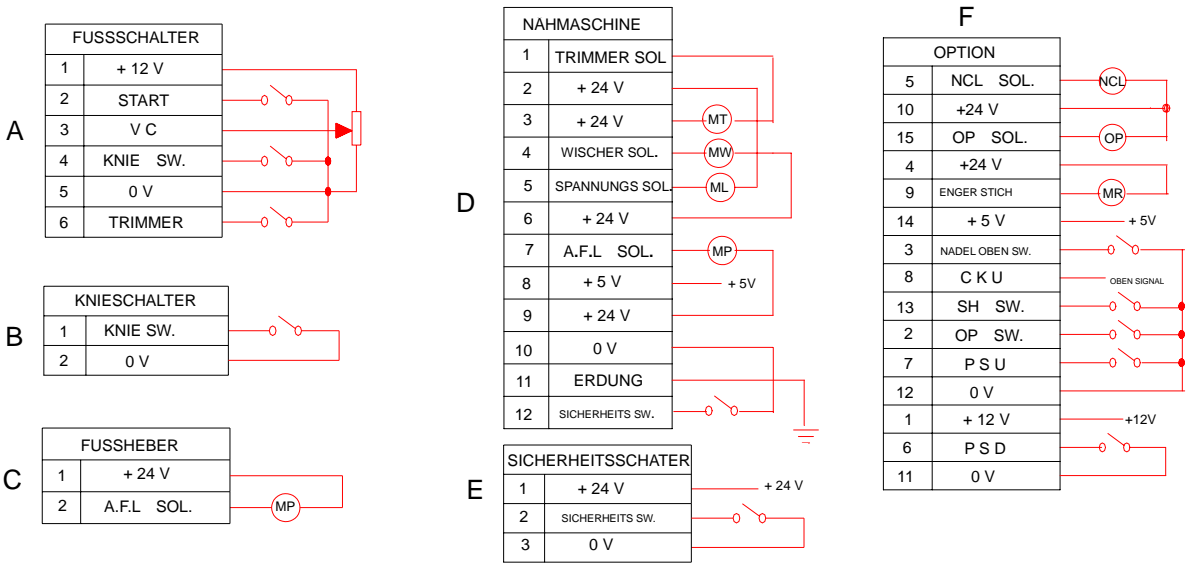 A
FUSSSCHALTER
1 + 12 V
2 START
3 V C
4 KNIE SW.
5 0 V
6 TRIMMER
B
KNIESCHALTER
1 KNIE SW.
2 0 V
C
FUSSHEBER
1 + 24 V
2 A.F.L SOL. MP
D
NAHMASCHINE
1 TRIMMER SOL
2 + 24 V
3 + 24 V MT
4 WISCHER SOL. MW
5 SPANNUNGS SOL. ML
6 + 24 V
7 A.F.L SOL. MP
8 + 5 V + 5V
9 + 24 V
10 0 V
11 ERDUNG
12 SICHERHEITS SW.
E
SICHERHEITSSCHATER
1 + 24 V + 24 V
2 SICHERHEITS SW.
3 0 V
F
OPTION
5 NCL SOL. NCL
10 +24 V
15 OP SOL. OP
4 +24 V
9 ENGER STICH MR
14 + 5 V + 5V
3 NADEL OBEN SW.
8 C K U OBEN SIGNAL
13 SH SW.
2 OP SW.
7 P S U
12 0 V
1 + 12 V +12V
6 P S D
11 0 V